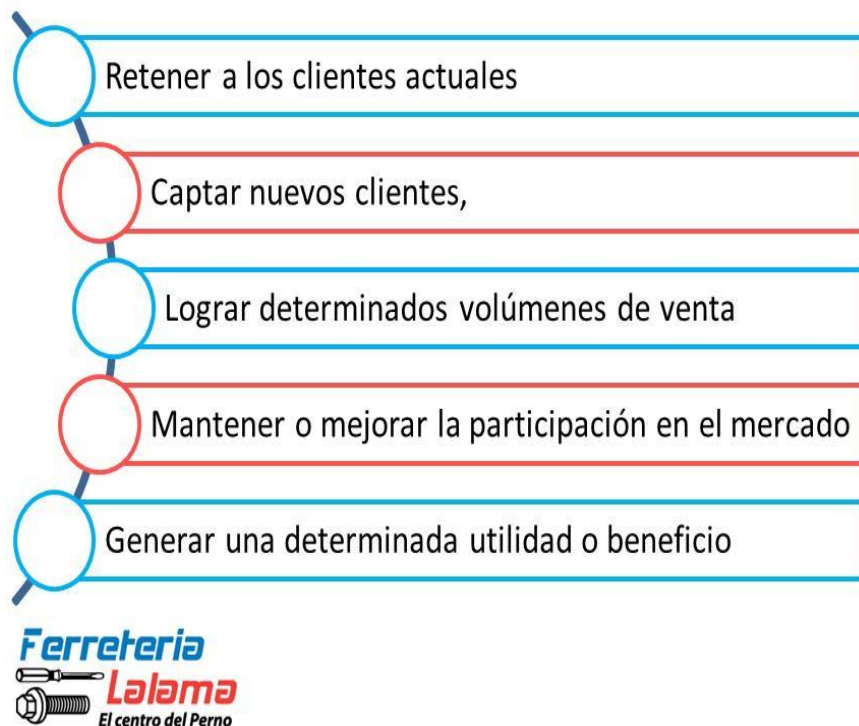 Retener a los clientes actuales
Captar nuevos clientes,
Lograr determinados volúmenes de venta
Mantener o mejorar la participación en el mercado
Generar una determinada utilidad o beneficio
Ferreteria
Lalama
El centro del Perno